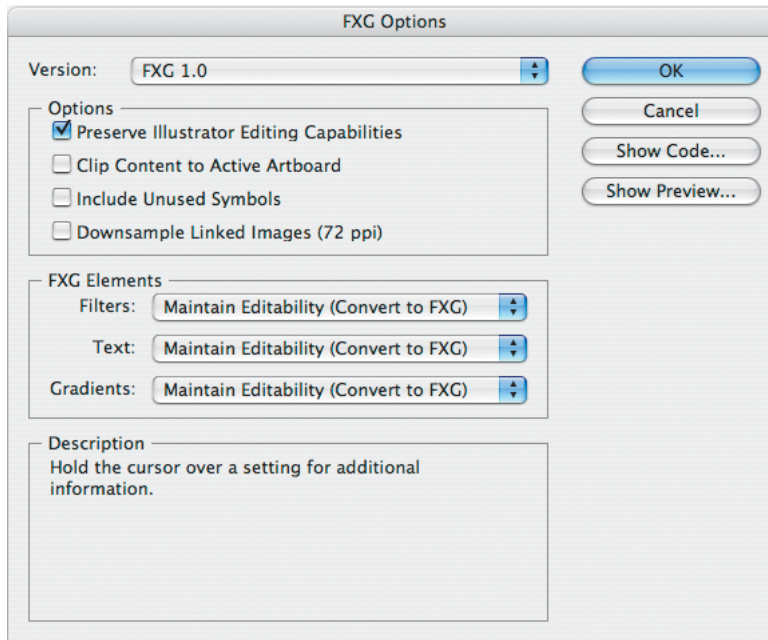 FXG Options
Version: FXG 1.0
OK
Cancel
Show Code...
Show Preview...
Options
Preserve Illustrator Editing Capabilities
Clip Content to Active Artboard
Include Unused Symbols
Downsample Linked Images (72 ppi)
FXG Elements
Filters: Maintain Editability (Convert to FXG)
Text: Maintain Editability (Convert to FXG)
Gradients: Maintain Editability (Convert to FXG)
Description
Hold the cursor over a setting for additional
information.